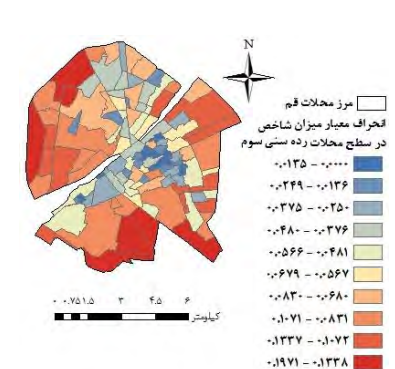 N
مرز محلات قم
انحراف معیار میزان شاخص
در سطح محلات رده سنی سوم
۰.۰۱۳۵ - ۰.۰۰۰۰
۰.۰۲۴۹ - ۰.۰۱۳۶
۰.۰۳۷۵ - ۰.۰۲۵۰
۰.۰۴۸۰ - ۰.۰۳۷۶
۰.۰۵۶۶ - ۰.۰۴۸۱
۰.۰۶۷۹ - ۰.۰۵۶۷
۰.۰۸۳۰ - ۰.۰۶۸۰
۰.۱۰۷۱ - ۰.۰۸۳۱
۰.۱۳۳۷ - ۰.۱۰۷۲
۰.۱۹۷۱ - ۰.۱۳۳۸
۰ ۰.۷۵۱.۵ ۳ ۴.۵ ۶
کیلومتر